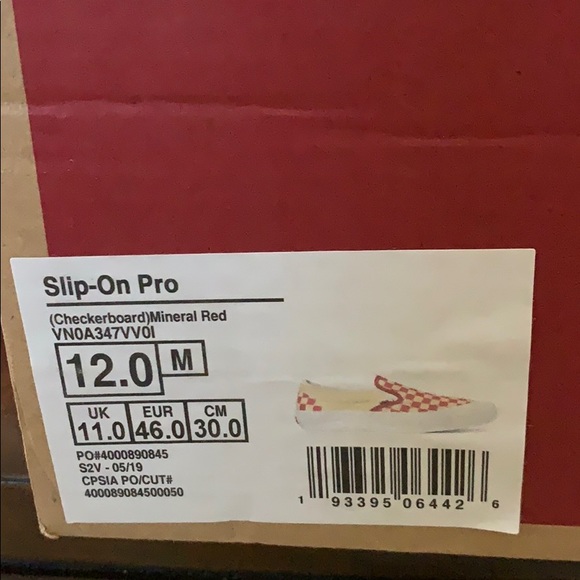 Slip-On Pro
(Checkerboard)Mineral Red
VN0A347VV0I
12.0 M
UK EUR CM
11.0 46.0 30.0
PO#4000890845
S2V - 05/19
CPSIA PO/CUT#
400089084500050
1 93395 06442 6